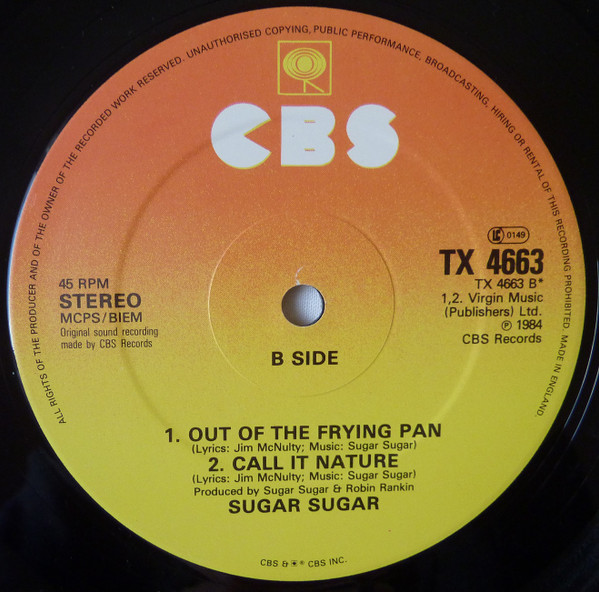 ALL RIGHTS OF THE PRODUCER AND OF THE OWNER OF THE RECORDED WORK RESERVED. UNAUTHORISED COPYING, PUBLIC PERFORMANCE, BROADCASTING, HIRING OR RENTAL OF THIS RECORDING PROHIBITED. MADE IN ENGLAND.
CBS
LC 0149
TX 4663
TX 4663 B*
1,2. Virgin Music
(Publishers) Ltd.
℗ 1984
CBS Records
45 RPM
STEREO
MCPS/BIEM
Original sound recording
made by CBS Records
B SIDE
1. OUT OF THE FRYING PAN
(Lyrics: Jim McNulty; Music: Sugar Sugar)
2. CALL IT NATURE
(Lyrics: Jim McNulty; Music: Sugar Sugar)
Produced by Sugar Sugar & Robin Rankin
SUGAR SUGAR
CBS & ® CBS INC.